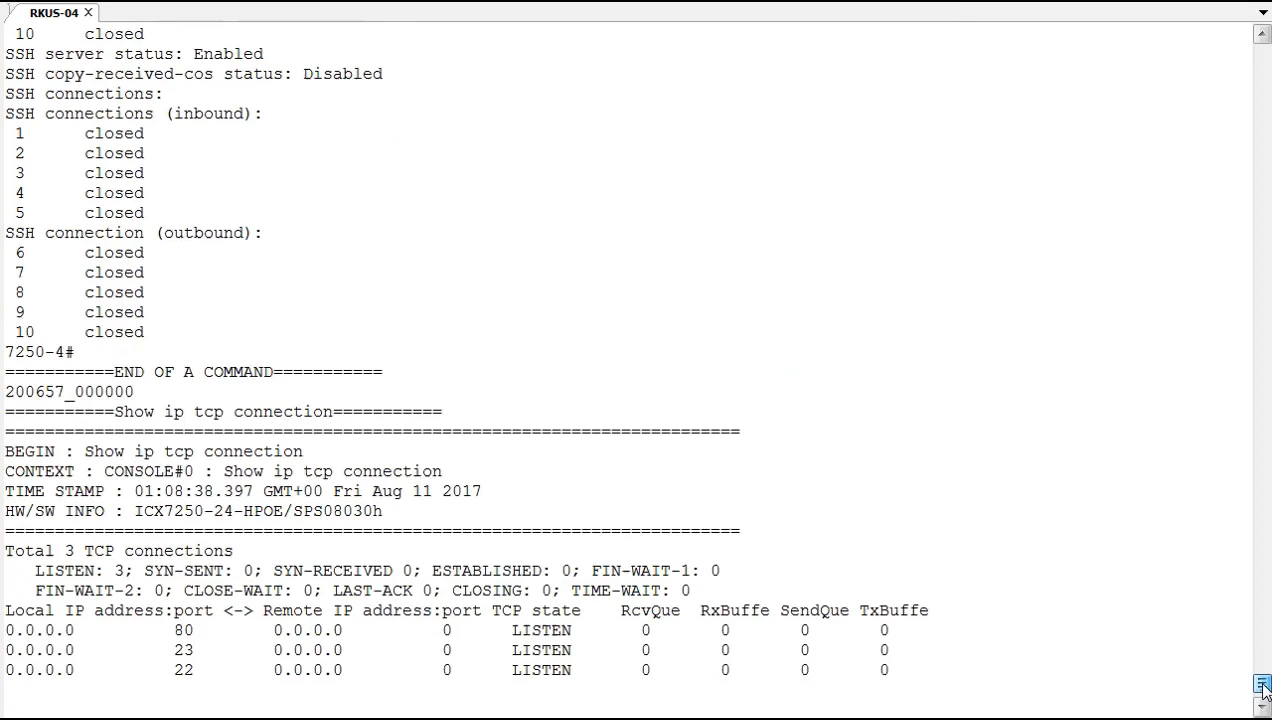 RKUS-04 X
10 closed
SSH server status: Enabled
SSH copy-received-cos status: Disabled
SSH connections:
SSH connections (inbound):
1 closed
2 closed
3 closed
4 closed
5 closed
SSH connection (outbound):
6 closed
7 closed
8 closed
9 closed
10 closed
7250-4#
===========END OF A COMMAND===========
200657_000000
===========Show ip tcp connection===========
==========================================================================
BEGIN : Show ip tcp connection
CONTEXT : CONSOLE#0 : Show ip tcp connection
TIME STAMP : 01:08:38.397 GMT+00 Fri Aug 11 2017
HW/SW INFO : ICX7250-24-HPOE/SPS08030h
==========================================================================
Total 3 TCP connections
LISTEN: 3; SYN-SENT: 0; SYN-RECEIVED 0; ESTABLISHED: 0; FIN-WAIT-1: 0
FIN-WAIT-2: 0; CLOSE-WAIT: 0; LAST-ACK 0; CLOSING: 0; TIME-WAIT: 0
Local IP address:port <-> Remote IP address:port TCP state RcvQue RxBuffe SendQue TxBuffe
0.0.0.0 80 0.0.0.0 0 LISTEN 0 0 0 0
0.0.0.0 23 0.0.0.0 0 LISTEN 0 0 0 0
0.0.0.0 22 0.0.0.0 0 LISTEN 0 0 0 0